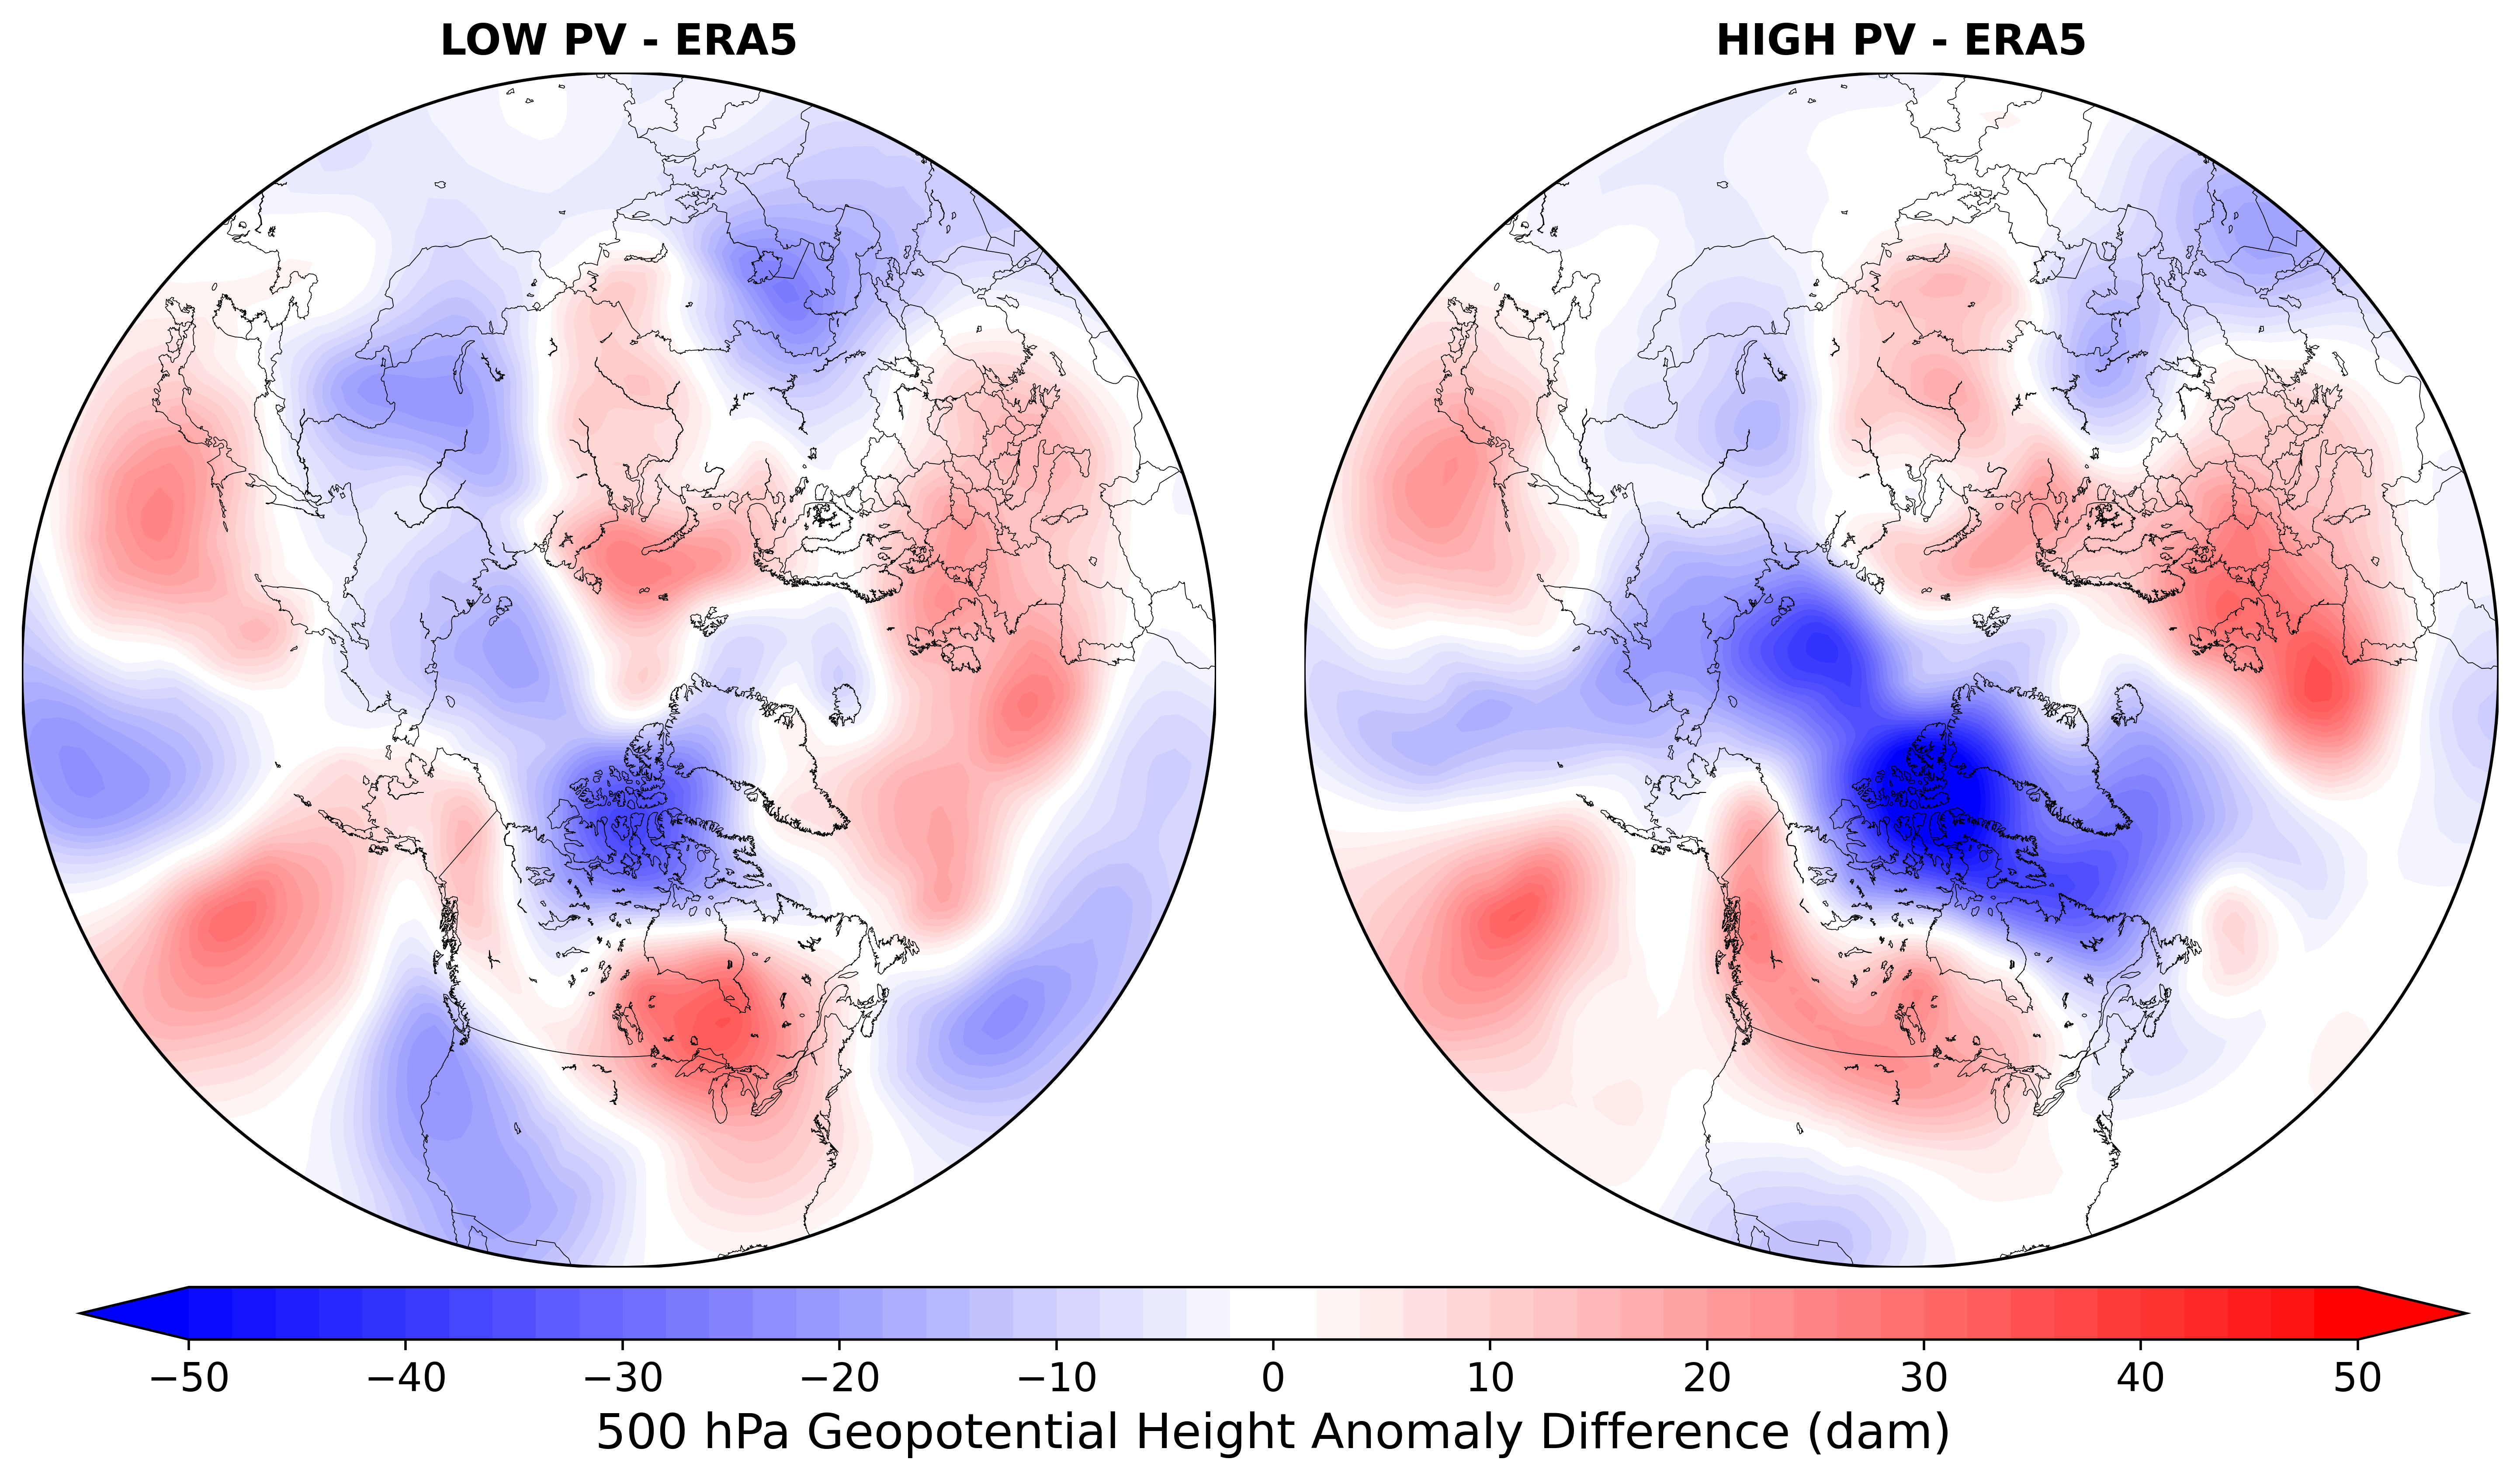 LOW PV - ERA5
HIGH PV - ERA5
−50 −40 −30 −20 −10 0 10 20 30 40 50
500 hPa Geopotential Height Anomaly Difference (dam)